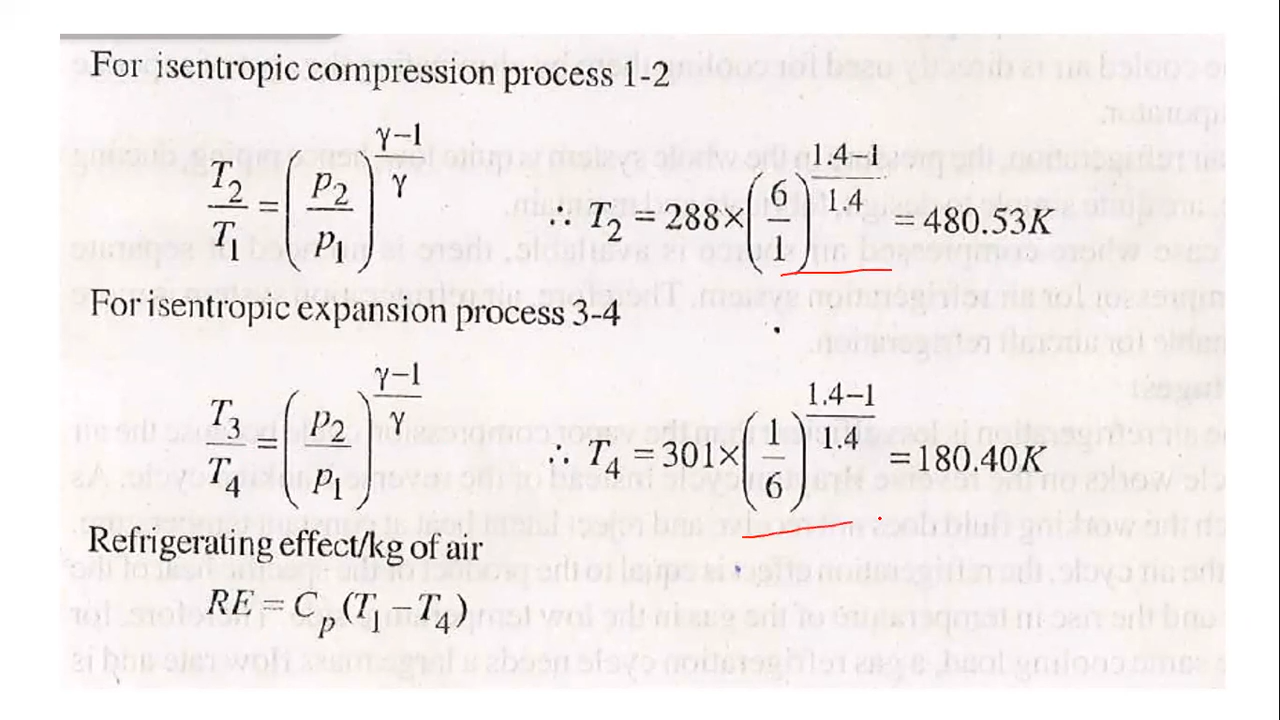 For isentropic compression process 1-2
T₂/T₁ = (p₂/p₁)^((γ−1)/γ) ∴ T₂ = 288×(6/1)^((1.4−1)/1.4) = 480.53K
For isentropic expansion process 3-4
T₃/T₄ = (p₂/p₁)^((γ−1)/γ) ∴ T₄ = 301×(1/6)^((1.4−1)/1.4) = 180.40K
Refrigerating effect/kg of air
RE = Cₚ (T₁ − T₄)